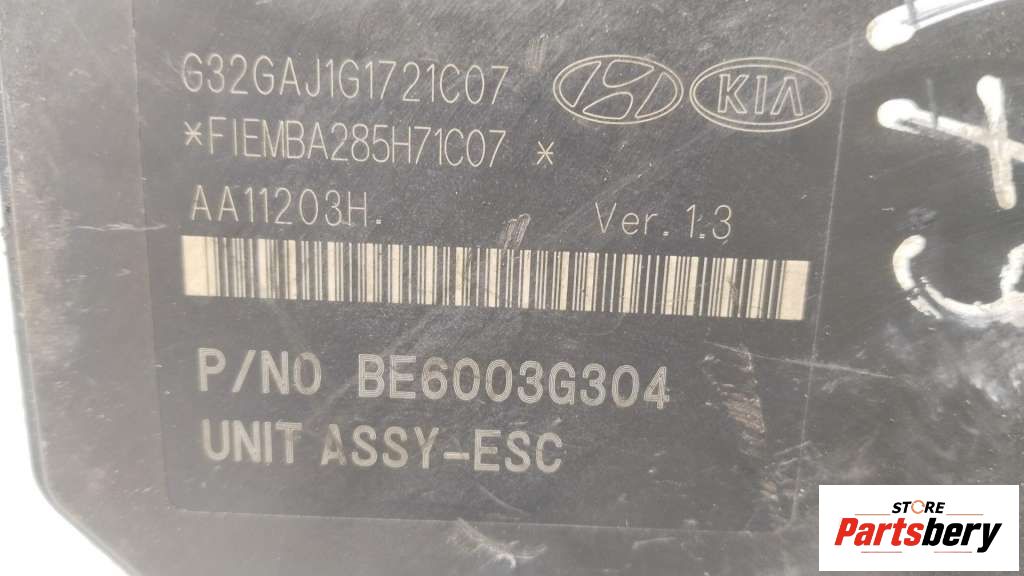 G32GAJ1G1721C07
KIA
*FIEMBA285H71C07 *
AA11203H. Ver. 1.3
P/NO BE6003G304
UNIT ASSY-ESC
STORE
Partsbery